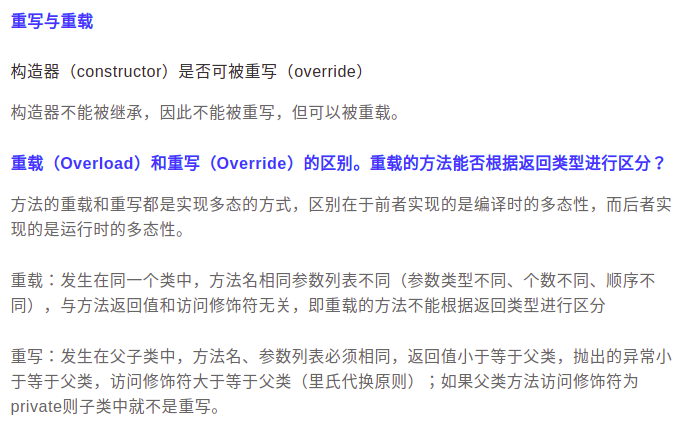 重写与重载
构造器（constructor）是否可被重写（override）
构造器不能被继承，因此不能被重写，但可以被重载。
重载（Overload）和重写（Override）的区别。重载的方法能否根据返回类型进行区分？
方法的重载和重写都是实现多态的方式，区别在于前者实现的是编译时的多态性，而后者实
现的是运行时的多态性。
重载：发生在同一个类中，方法名相同参数列表不同（参数类型不同、个数不同、顺序不
同），与方法返回值和访问修饰符无关，即重载的方法不能根据返回类型进行区分
重写：发生在父子类中，方法名、参数列表必须相同，返回值小于等于父类，抛出的异常小
于等于父类，访问修饰符大于等于父类（里氏代换原则）；如果父类方法访问修饰符为
private则子类中就不是重写。